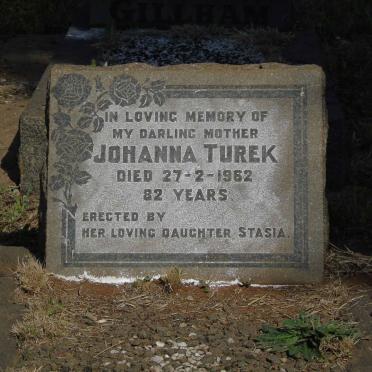 GILLHAM
IN LOVING MEMORY OF
MY DARLING MOTHER
JOHANNA TUREK
DIED 27-2-1962
82 YEARS.
ERECTED BY
HER LOVING DAUGHTER STASIA.